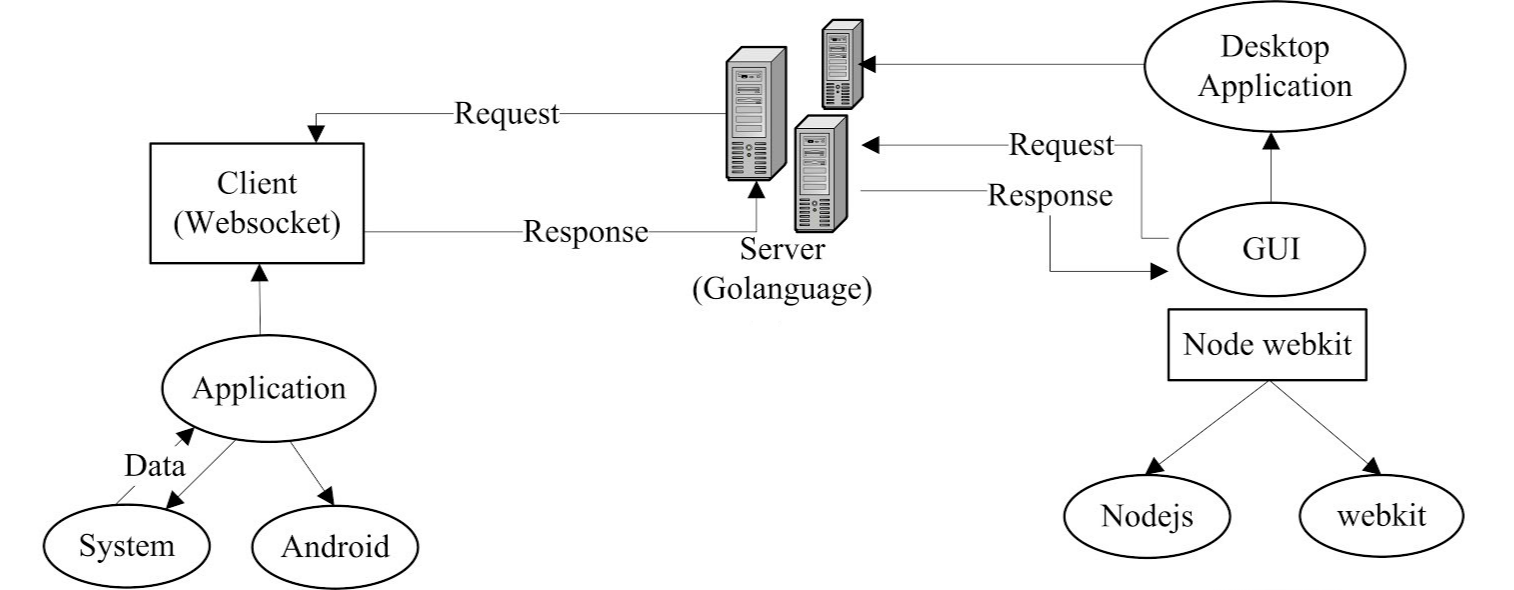 Desktop
Application
Request
Request
Client
(Websocket)
Response
Response
Server
(Golanguage)
GUI
Node webkit
Application
Data
System
Android
Nodejs
webkit